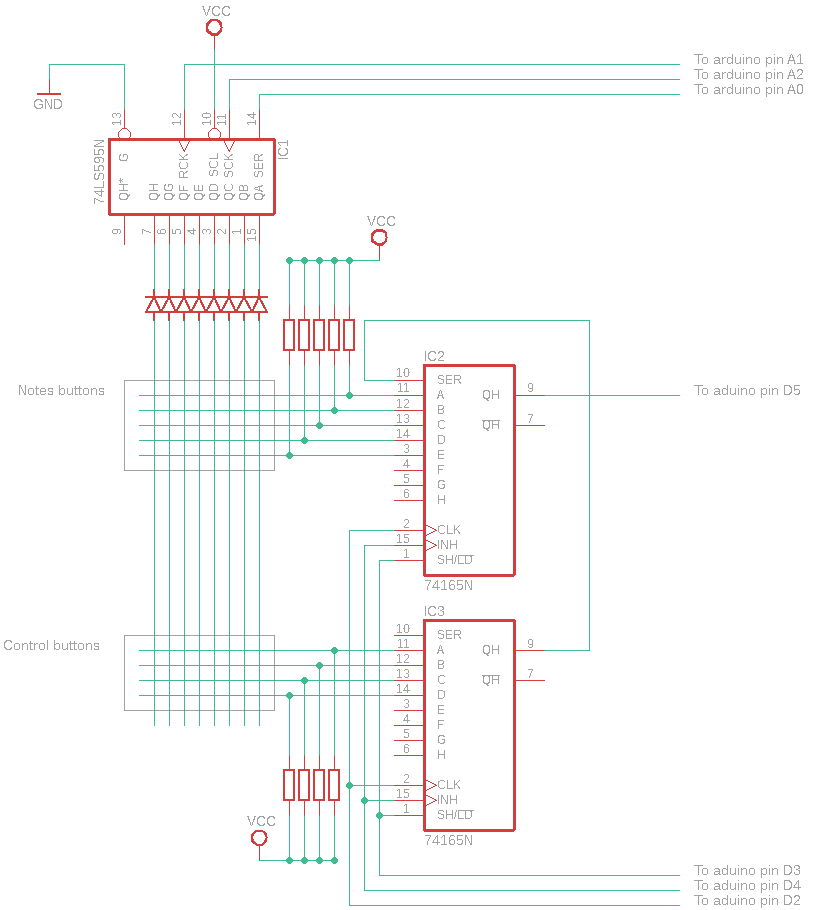 VCC
To arduino pin A1
To arduino pin A2
To arduino pin A0
GND
13 12 10 11 14
G RCK SCL SCK SER
74LS595N IC1
QH* QH QG QF QE QD QC QB QA
9 7 6 5 4 3 2 1 15
VCC
IC2
10 SER
Notes buttons 11 A QH 9 To aduino pin D5
12 B
13 C QH 7
14 D
3 E
4 F
5 G
6 H
2 CLK
15 INH
1 SH/LD
74165N
IC3
10 SER
Control buttons 11 A QH 9
12 B
13 C QH 7
14 D
3 E
4 F
5 G
6 H
2 CLK
15 INH
1 SH/LD
VCC
74165N
To aduino pin D3
To aduino pin D4
To aduino pin D2